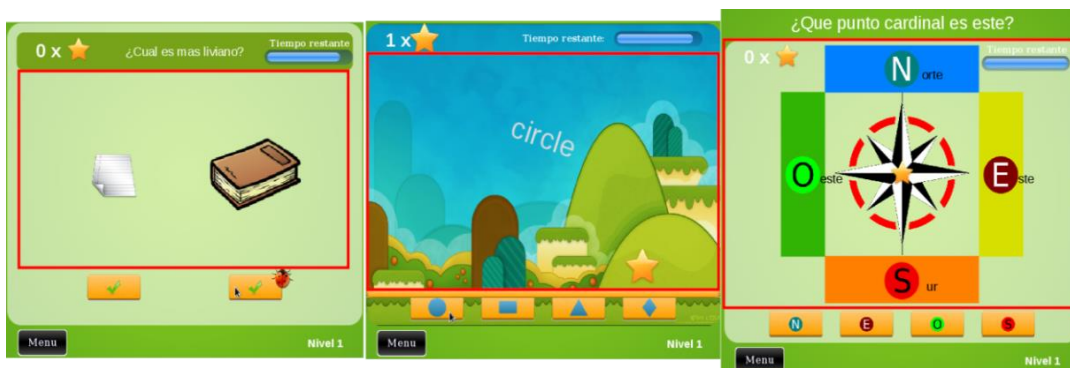 0 x
¿Cual es mas liviano?
Tiempo restante
Menu
Nivel 1
1 x
Tiempo restante:
circle
Menu
Nivel 1
¿Que punto cardinal es este?
0 x
Tiempo restante
N orte
O este
E ste
S ur
N
E
O
S
Menu
Nivel 1